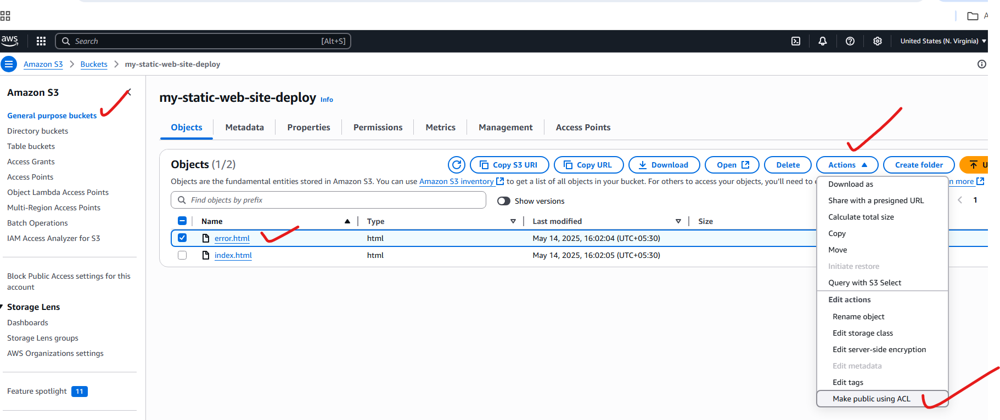 A
aws
Search [Alt+S] United States (N. Virginia)
Amazon S3 Buckets my-static-web-site-deploy
Amazon S3
General purpose buckets
Directory buckets
Table buckets
Access Grants
Access Points
Object Lambda Access Points
Multi-Region Access Points
Batch Operations
IAM Access Analyzer for S3
Block Public Access settings for this
account
Storage Lens
Dashboards
Storage Lens groups
AWS Organizations settings
Feature spotlight 11
my-static-web-site-deploy Info
Objects Metadata Properties Permissions Metrics Management Access Points
Objects (1/2) Copy S3 URI Copy URL Download Open Delete Actions Create folder U
Objects are the fundamental entities stored in Amazon S3. You can use Amazon S3 inventory to get a list of all objects in your bucket. For others to access your objects, you'll need to e n more
Find objects by prefix Show versions 1
Name Type Last modified Size
error.html html May 14, 2025, 16:02:04 (UTC+05:30)
index.html html May 14, 2025, 16:02:05 (UTC+05:30)
Download as
Share with a presigned URL
Calculate total size
Copy
Move
Initiate restore
Query with S3 Select
Edit actions
Rename object
Edit storage class
Edit server-side encryption
Edit metadata
Edit tags
Make public using ACL